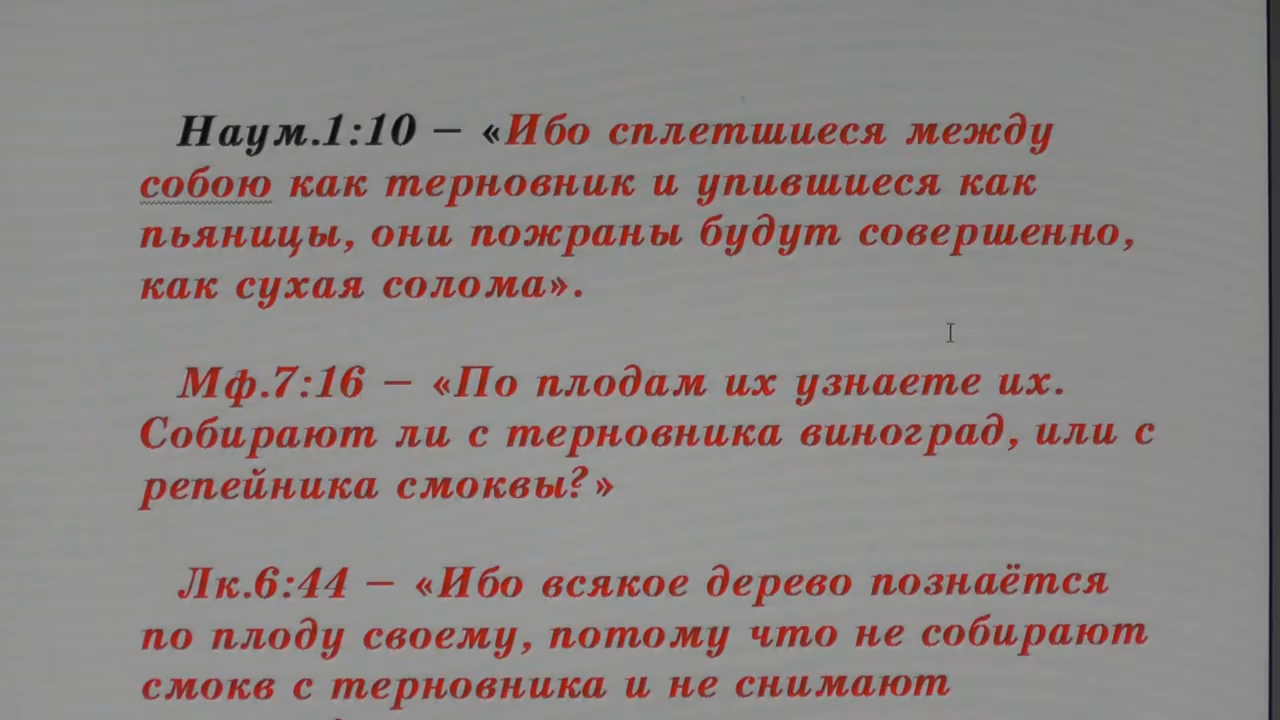 Наум.1:10 – «Ибо сплетшиеся между
собою как терновник и упившиеся как
пьяницы, они пожраны будут совершенно,
как сухая солома».
Мф.7:16 – «По плодам их узнаете их.
Собирают ли с терновника виноград, или с
репейника смоквы?»
Лк.6:44 – «Ибо всякое дерево познаётся
по плоду своему, потому что не собирают
смокв с терновника и не снимают